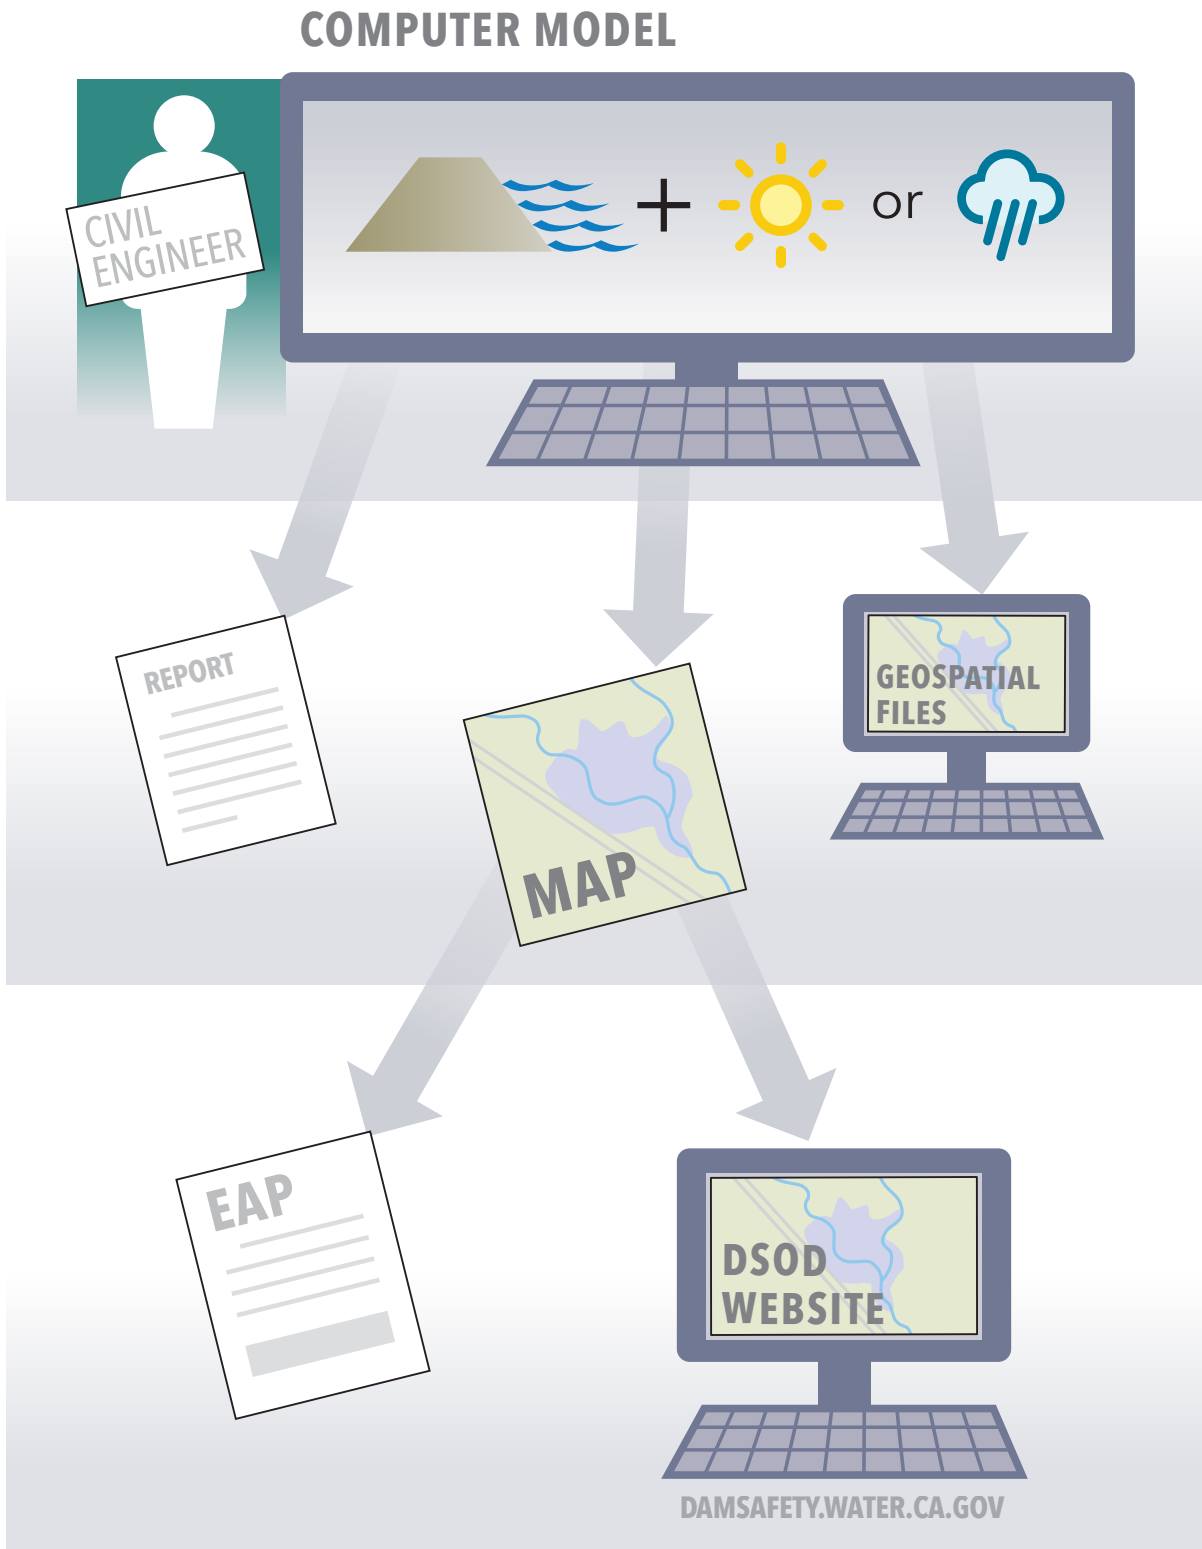 COMPUTER MODEL
CIVIL
ENGINEER
+
or
REPORT
GEOSPATIAL
FILES
MAP
EAP
DSOD
WEBSITE
DAMSAFETY.WATER.CA.GOV